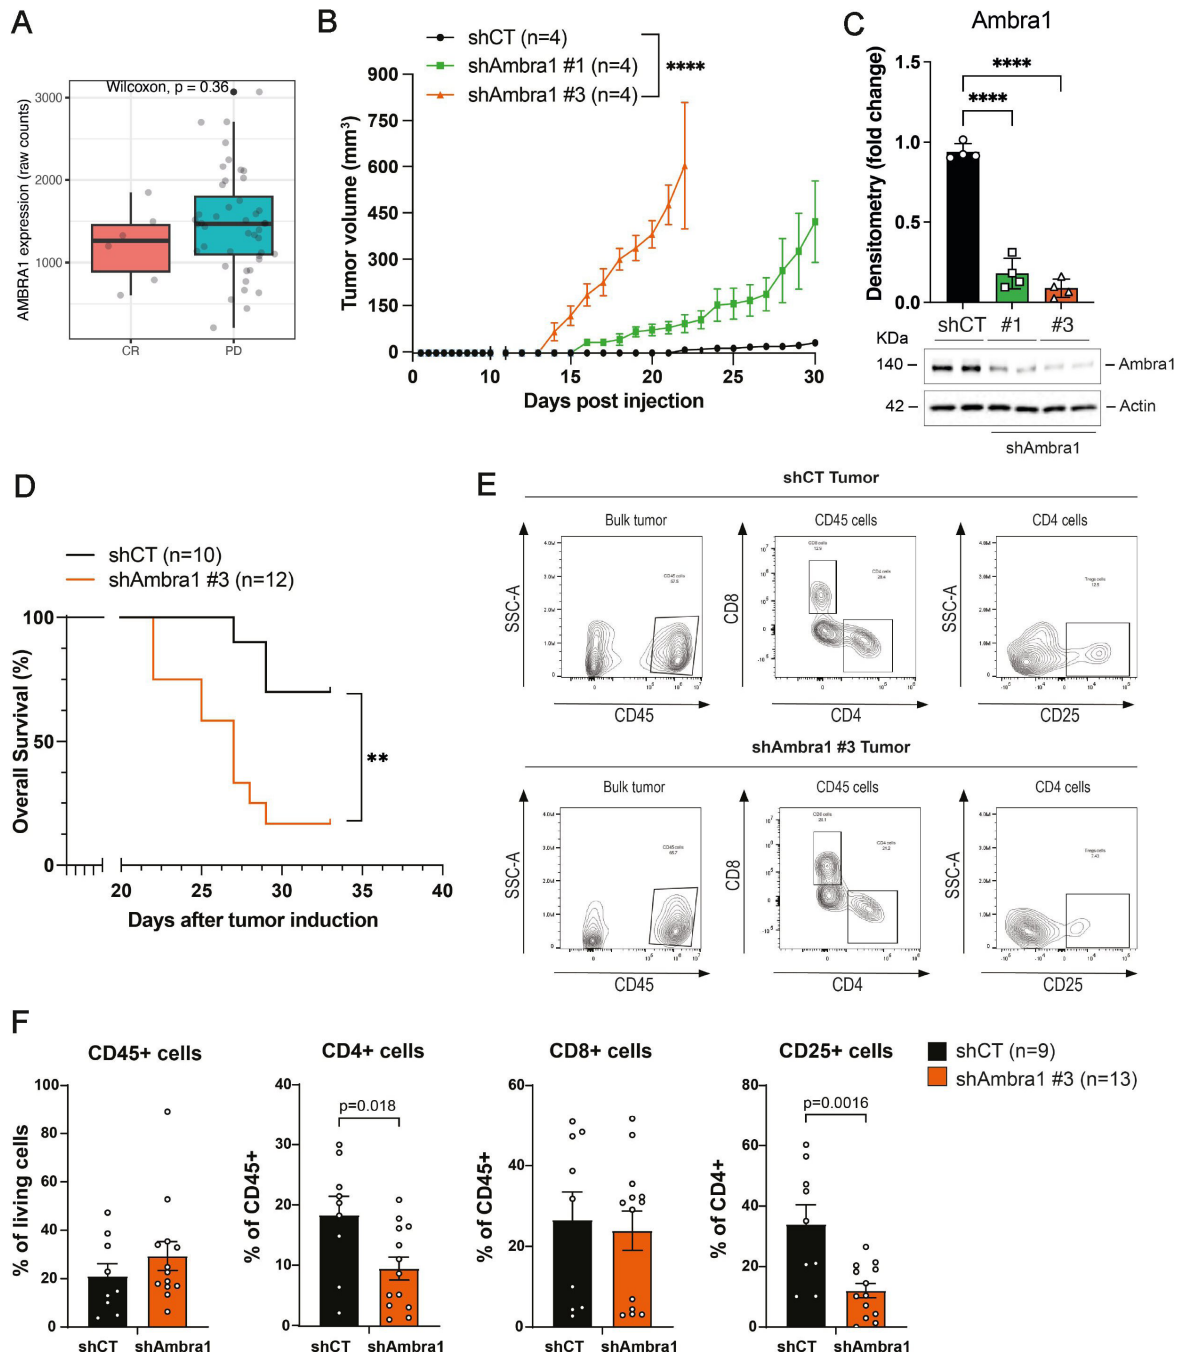 A
Wilcoxon, p = 0.36
AMBRA1 expression (raw counts)
3000
2000
1000
CR
PD
B
shCT (n=4)
shAmbra1 #1 (n=4)
shAmbra1 #3 (n=4)
****
Tumor volume (mm³)
900
750
600
450
300
150
0
0
10
15
20
25
30
Days post injection
C
Ambra1
Densitometry (fold change)
1.5
1.0
0.5
0.0
****
****
shCT
#1
#3
KDa
140
Ambra1
42
Actin
shAmbra1
D
shCT (n=10)
shAmbra1 #3 (n=12)
Overall Survival (%)
100
50
0
**
20
25
30
35
40
Days after tumor induction
E
shCT Tumor
Bulk tumor
CD45 cells
CD4 cells
SSC-A
CD8
SSC-A
CD45
CD4
CD25
shAmbra1 #3 Tumor
Bulk tumor
CD45 cells
CD4 cells
SSC-A
CD8
SSC-A
CD45
CD4
CD25
F
CD45+ cells
% of living cells
100
80
60
40
20
0
shCT
shAmbra1
CD4+ cells
% of CD45+
40
30
20
10
0
p=0.018
shCT
shAmbra1
CD8+ cells
% of CD45+
60
40
20
0
shCT
shAmbra1
CD25+ cells
% of CD4+
80
60
40
20
0
p=0.0016
shCT
shAmbra1
shCT (n=9)
shAmbra1 #3 (n=13)